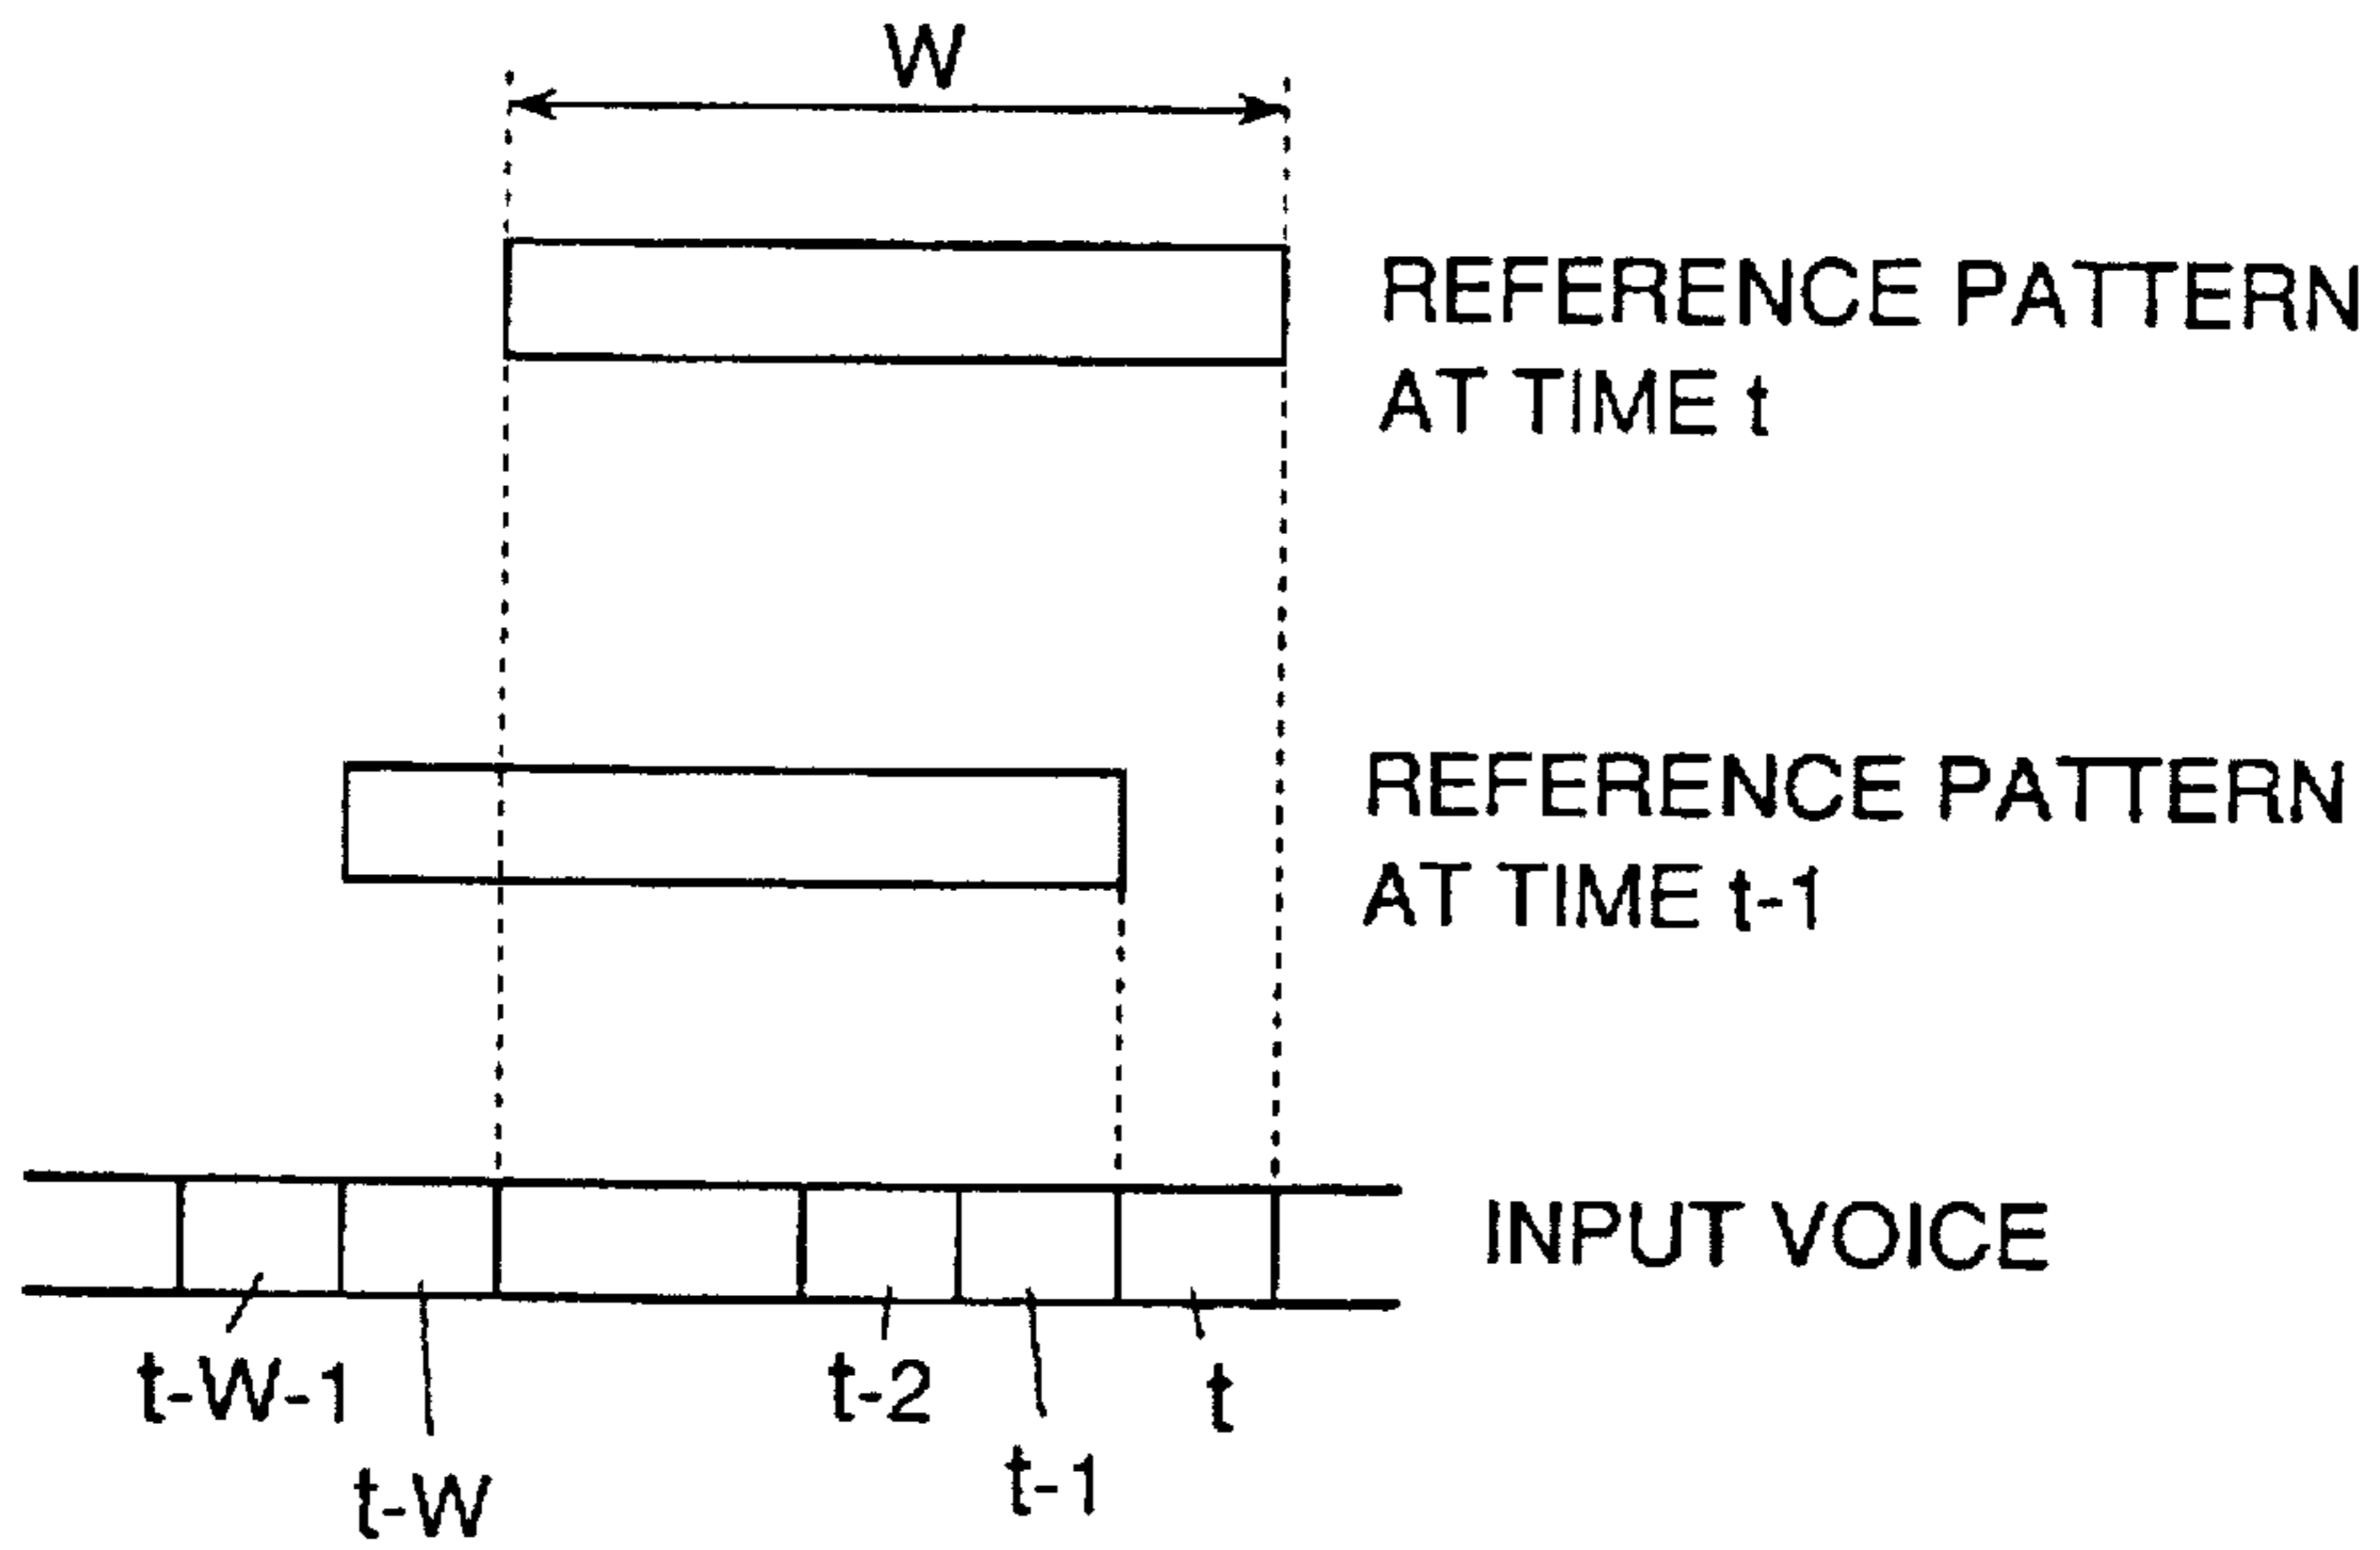 W
REFERENCE PATTERN
AT TIME t
REFERENCE PATTERN
AT TIME t-1
INPUT VOICE
t-W-1
t-2
t
t-W
t-1